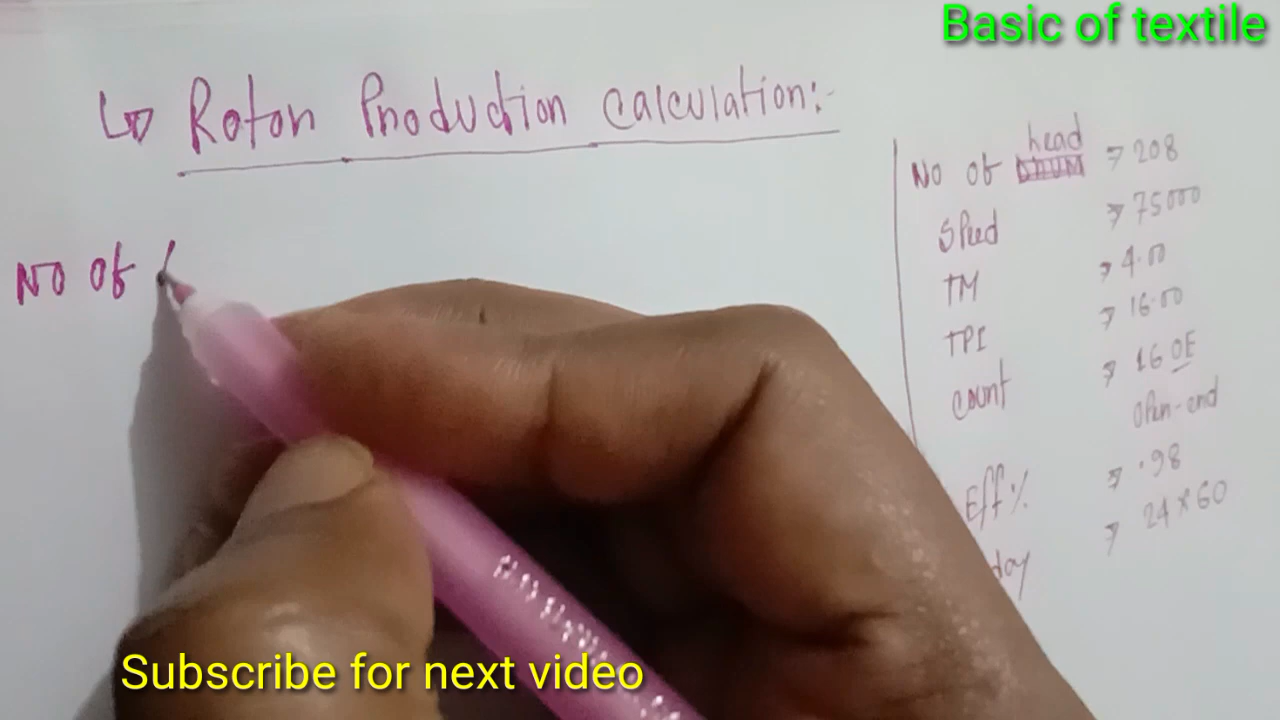 Basic of textile
↳ Roton Production calculation:-
No of
No of head → 208
Speed → 75000
TM → 4.00
TPI → 16.00
count → 16 OE
Open-end
Eff% → .98
day → 24 × 60
Subscribe for next video